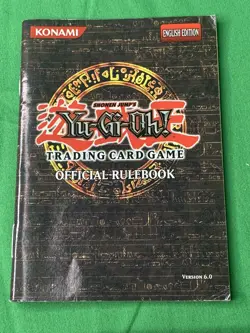 KONAMI
ENGLISH EDITION
SHONEN JUMP'S
Yu-Gi-Oh!
TRADING CARD GAME
OFFICIAL RULEBOOK
VERSION 6.0